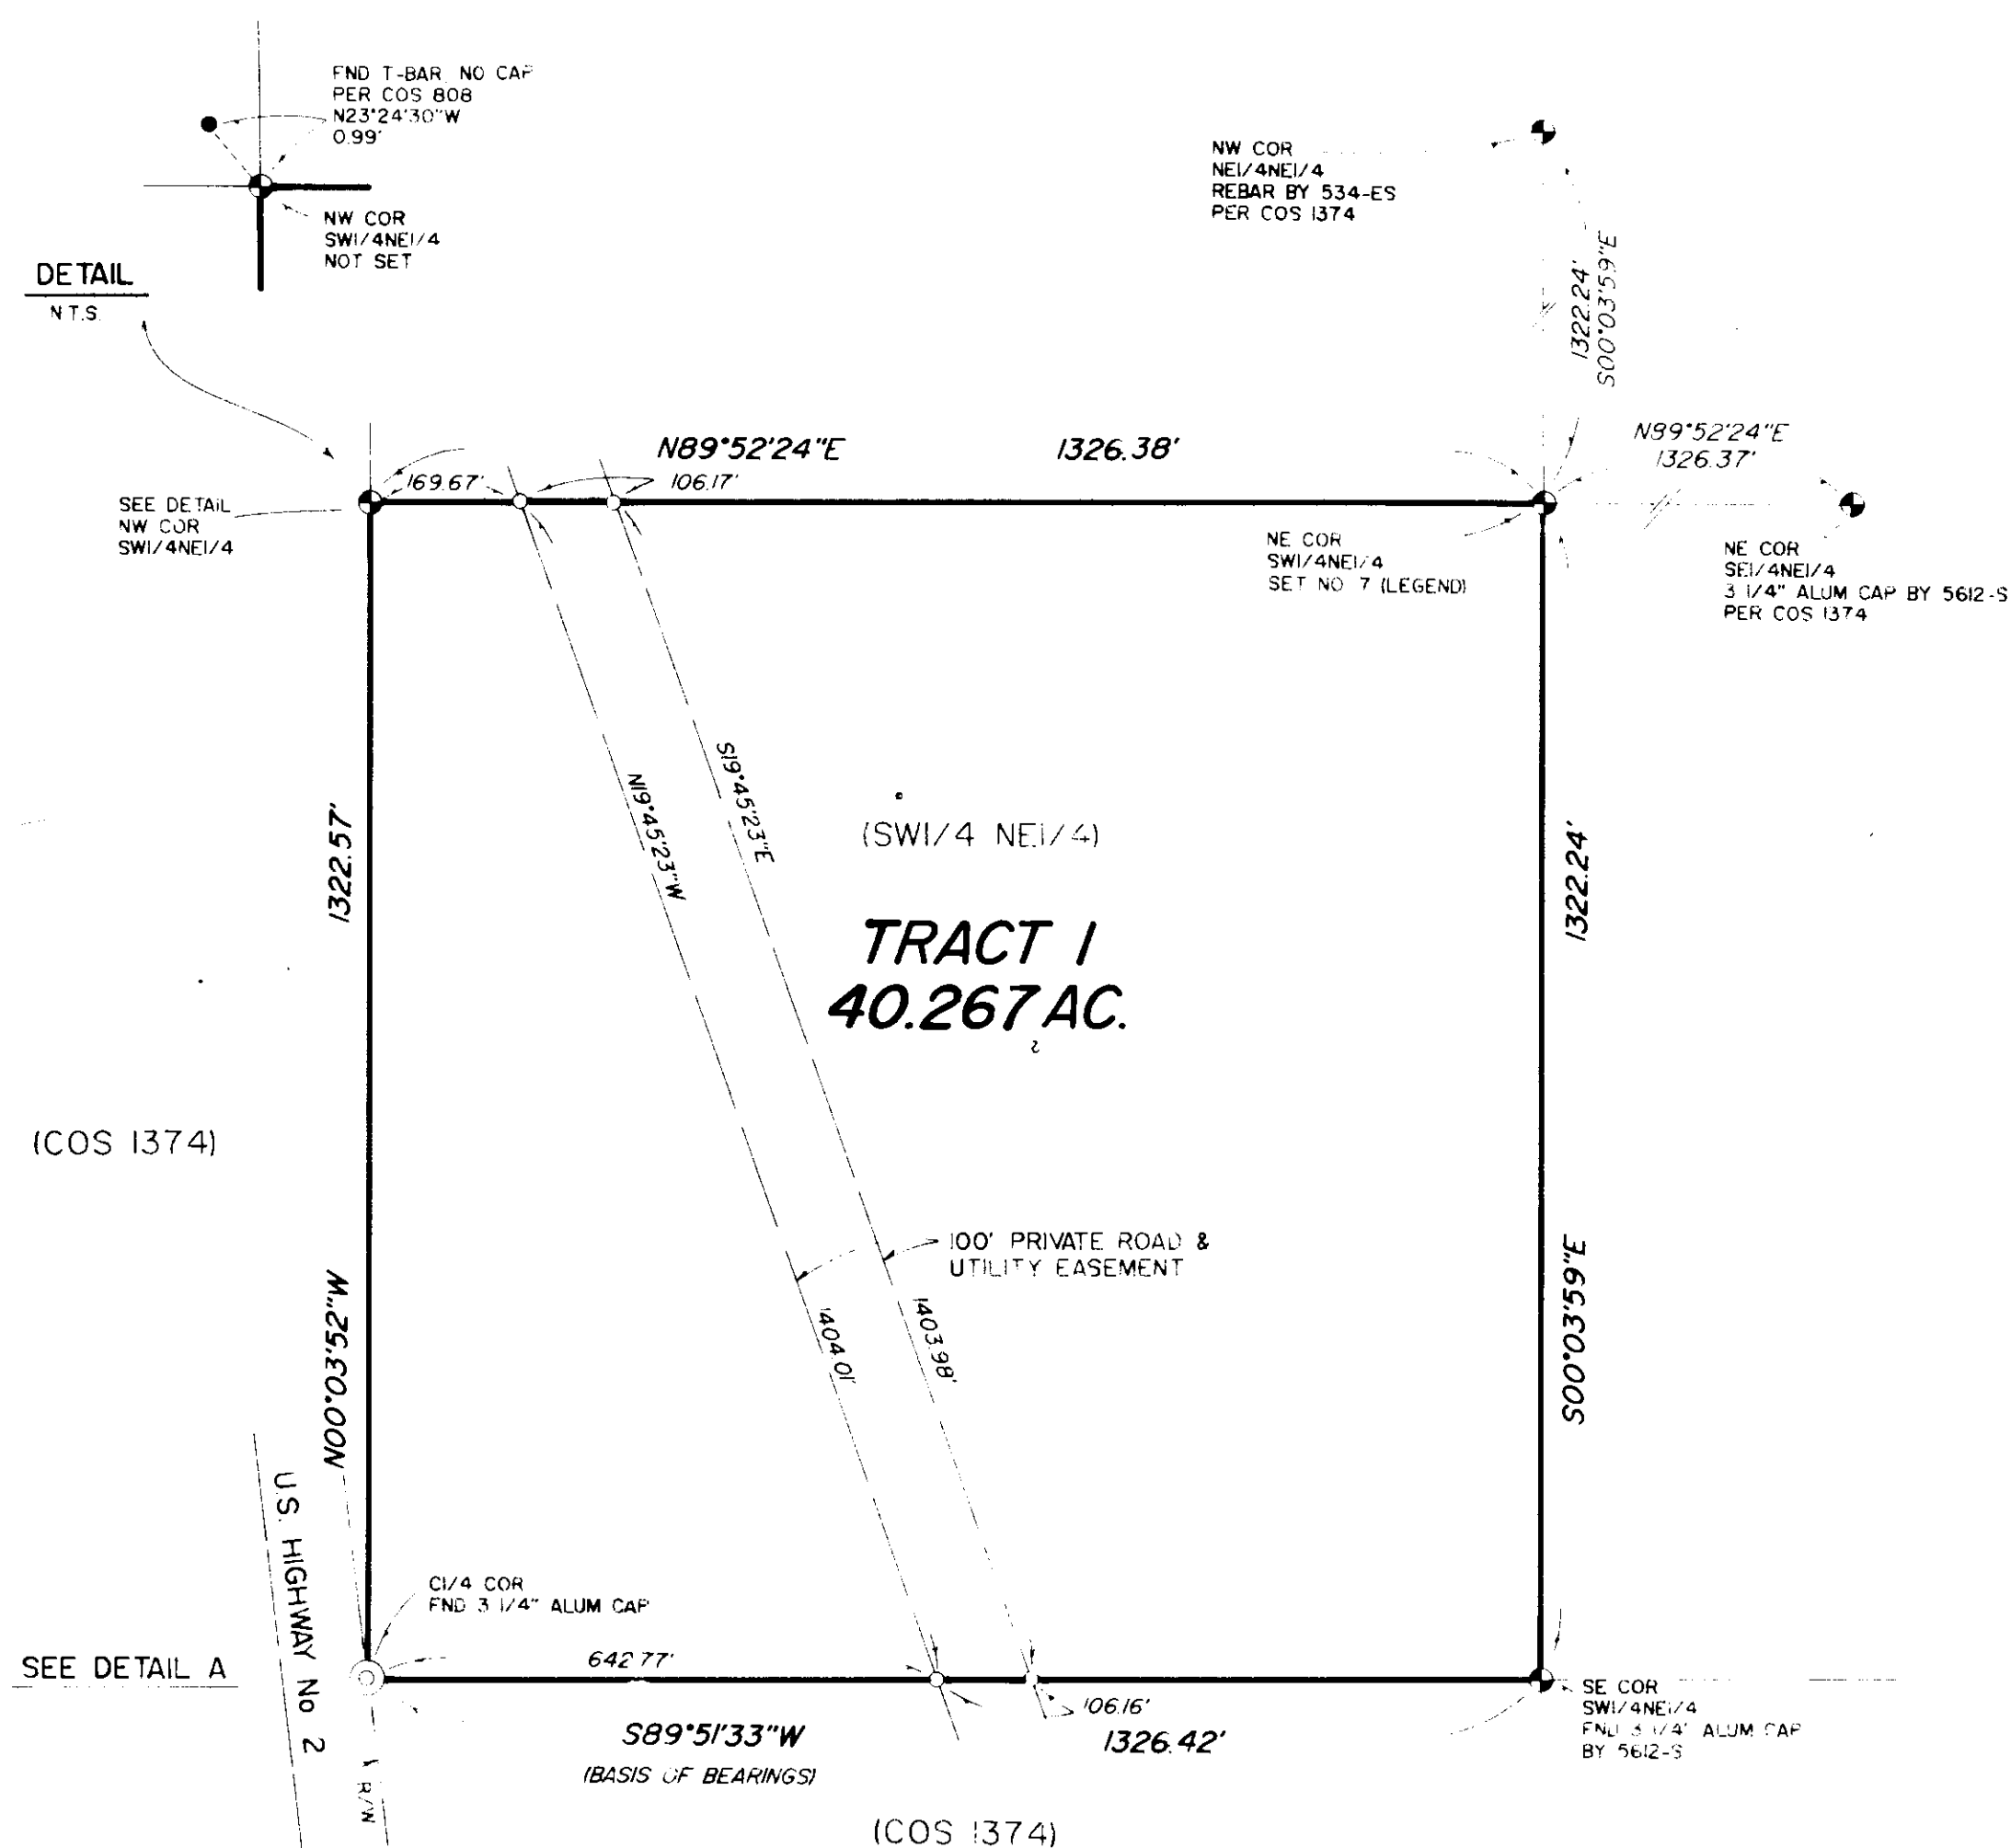 FND T-BAR NO CAP
PER COS 808
N23°24'30"W
0.99'
NW COR
SW1/4NE1/4
NOT SET
DETAIL
N.T.S.
NW COR
NE1/4NE1/4
REBAR BY 534-ES
PER COS 1374
1322.24'
S00°03'59"E
N89°52'24"E
1326.37'
N89°52'24"E 1326.38'
169.67'
106.17'
SEE DETAIL
NW COR
SW1/4NE1/4
NE COR
SW1/4NE1/4
SET NO 7 (LEGEND)
NE COR
SE1/4NE1/4
3 1/4" ALUM CAP BY 5612-S
PER COS 1374
1322.57'
N00°03'52"W
N19°45'23"W
1404.01'
S19°45'23"E
1403.98'
(SW1/4 NE1/4)
TRACT 1
40.267 AC.
1322.24'
S00°03'59"E
(COS 1374)
100' PRIVATE ROAD &
UTILITY EASEMENT
U.S. HIGHWAY No 2
R/W
C1/4 COR
FND 3 1/4" ALUM CAP
SEE DETAIL A
642.77'
106.16'
S89°51'33"W
1326.42'
(BASIS OF BEARINGS)
SE COR
SW1/4NE1/4
FND 3 1/4" ALUM CAP
BY 5612-S
(COS 1374)